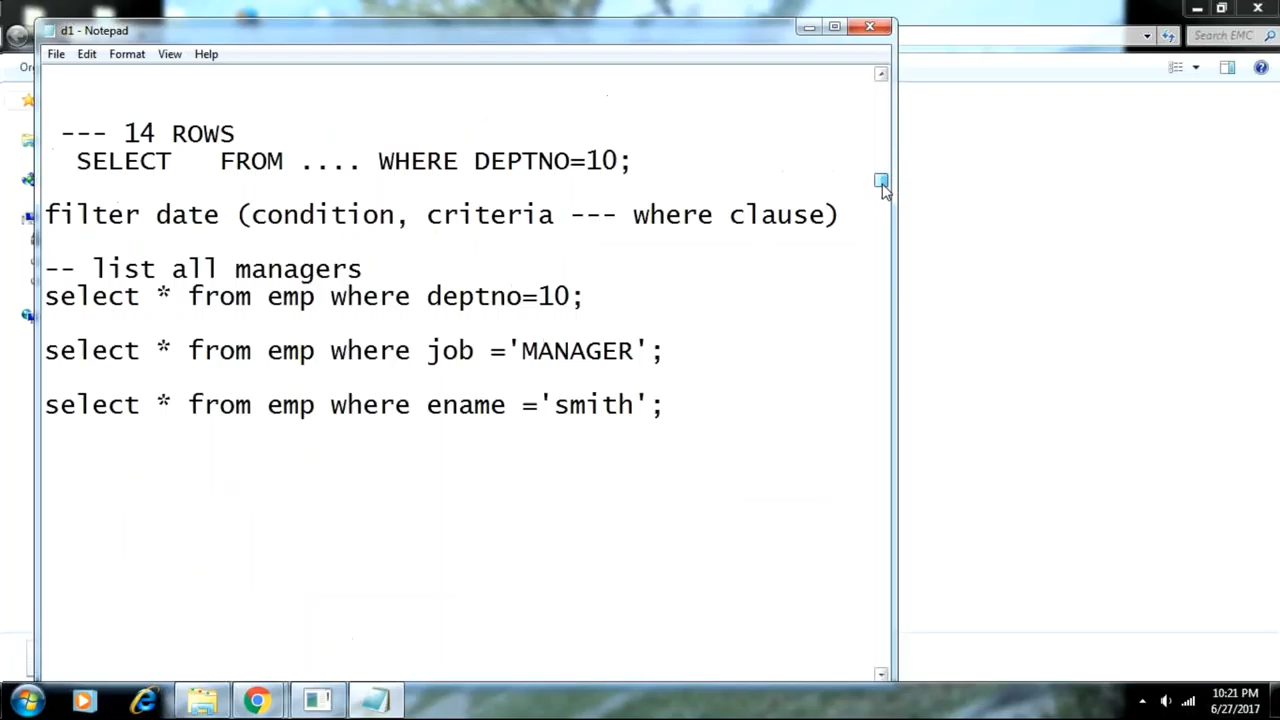 d1 - Notepad
Search EMC
File Edit Format View Help
--- 14 ROWS
SELECT   FROM .... WHERE DEPTNO=10;
filter date (condition, criteria --- where clause)
-- list all managers
select * from emp where deptno=10;
select * from emp where job ='MANAGER';
select * from emp where ename ='smith';
10:21 PM
6/27/2017